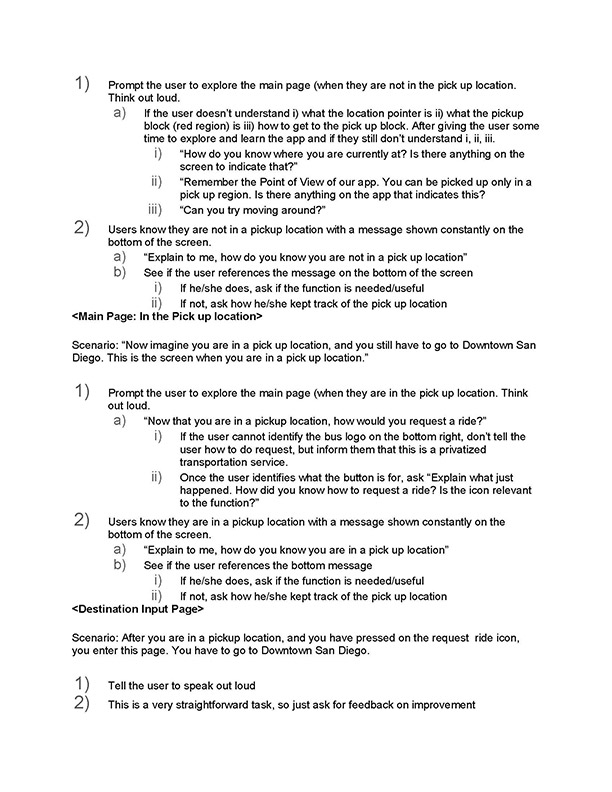 1) Prompt the user to explore the main page (when they are not in the pick up location.
Think out loud.
a) If the user doesn't understand i) what the location pointer is ii) what the pickup
block (red region) is iii) how to get to the pick up block. After giving the user some
time to explore and learn the app and if they still don't understand i, ii, iii.
i) “How do you know where you are currently at? Is there anything on the
screen to indicate that?”
ii) “Remember the Point of View of our app. You can be picked up only in a
pick up region. Is there anything on the app that indicates this?
iii) “Can you try moving around?”
2) Users know they are not in a pickup location with a message shown constantly on the
bottom of the screen.
a) “Explain to me, how do you know you are not in a pick up location”
b) See if the user references the message on the bottom of the screen
i) If he/she does, ask if the function is needed/useful
ii) If not, ask how he/she kept track of the pick up location
<Main Page: In the Pick up location>
Scenario: “Now imagine you are in a pick up location, and you still have to go to Downtown San
Diego. This is the screen when you are in a pick up location.”
1) Prompt the user to explore the main page (when they are in the pick up location. Think
out loud.
a) “Now that you are in a pickup location, how would you request a ride?”
i) If the user cannot identify the bus logo on the bottom right, don't tell the
user how to do request, but inform them that this is a privatized
transportation service.
ii) Once the user identifies what the button is for, ask “Explain what just
happened. How did you know how to request a ride? Is the icon relevant
to the function?”
2) Users know they are in a pickup location with a message shown constantly on the
bottom of the screen.
a) “Explain to me, how do you know you are in a pick up location”
b) See if the user references the bottom message
i) If he/she does, ask if the function is needed/useful
ii) If not, ask how he/she kept track of the pick up location
<Destination Input Page>
Scenario: After you are in a pickup location, and you have pressed on the request ride icon,
you enter this page. You have to go to Downtown San Diego.
1) Tell the user to speak out loud
2) This is a very straightforward task, so just ask for feedback on improvement